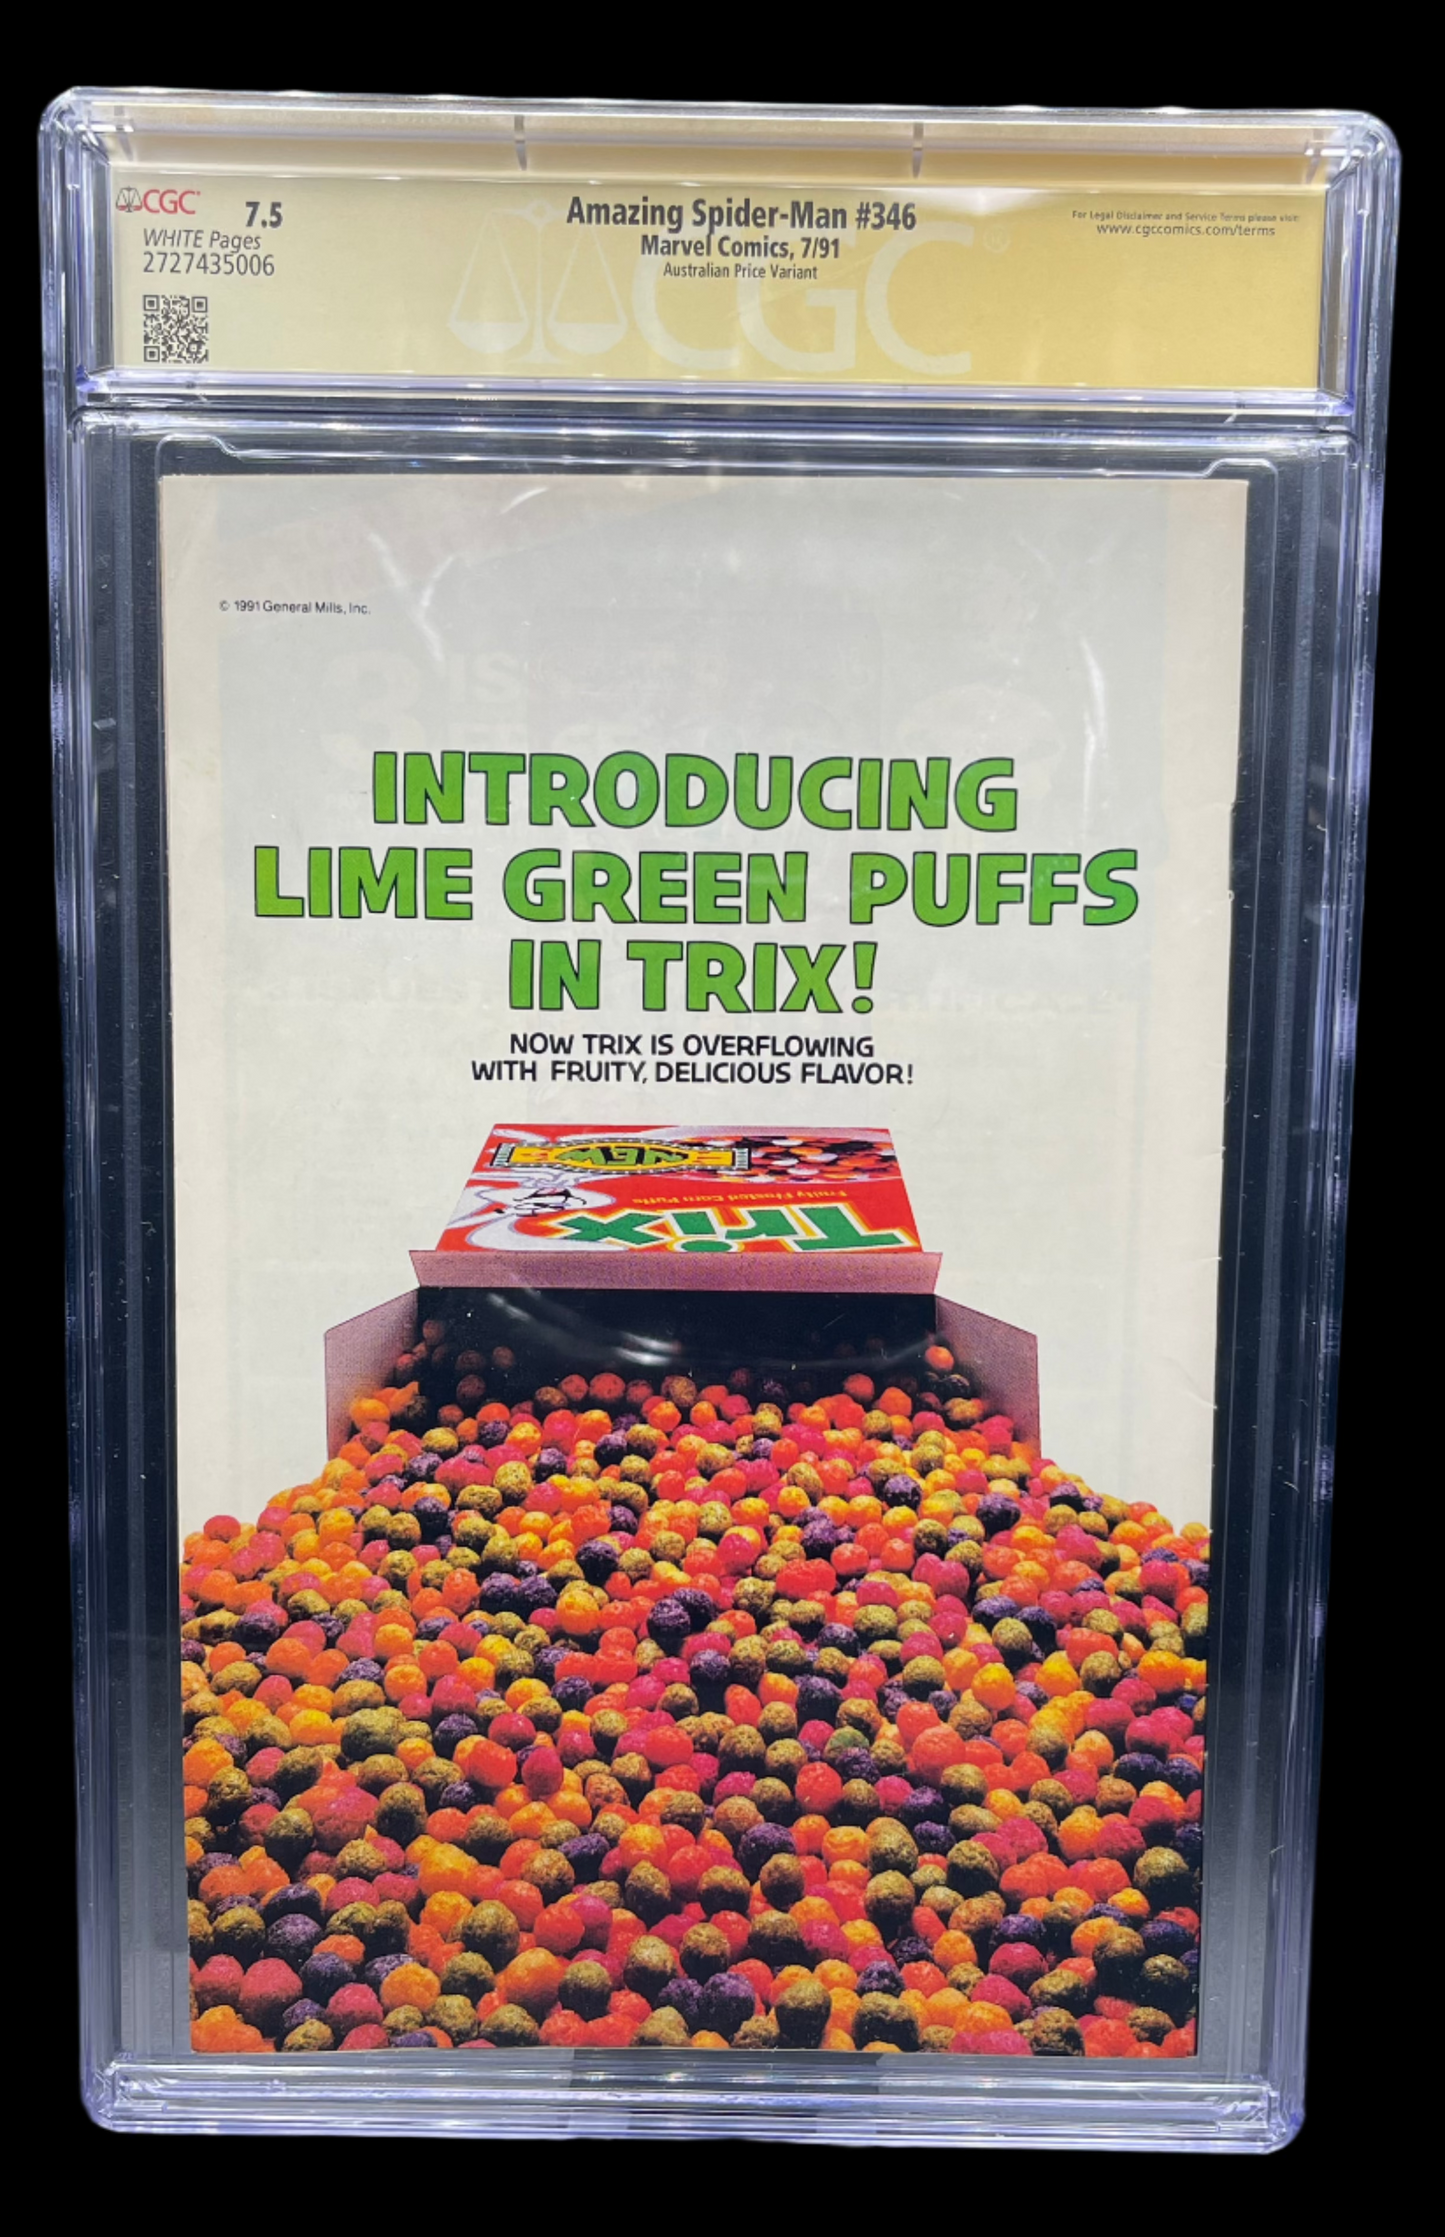 CGC
7.5
WHITE Pages
2727435006
Amazing Spider-Man #346
Marvel Comics, 7/91
Australian Price Variant
For Legal Disclaimer and Service Terms please visit:
www.cgccomics.com/terms
CGC
© 1991 General Mills, Inc.
INTRODUCING
LIME GREEN PUFFS
IN TRIX!
NOW TRIX IS OVERFLOWING
WITH FRUITY, DELICIOUS FLAVOR!
NEW
Fruity Frosted Corn Puffs
Trix